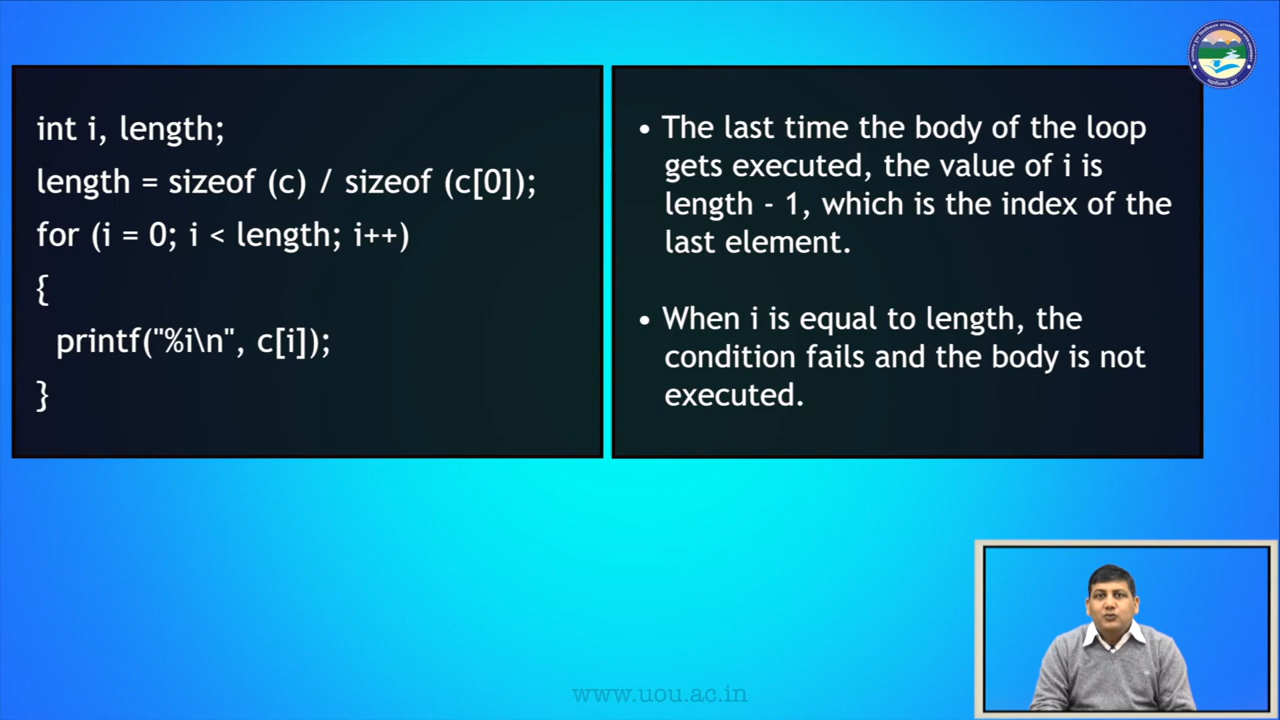 int i, length;
length = sizeof (c) / sizeof (c[0]);
for (i = 0; i < length; i++)
{
printf("%i\n", c[i]);
}
• The last time the body of the loop
gets executed, the value of i is
length - 1, which is the index of the
last element.
• When i is equal to length, the
condition fails and the body is not
executed.
www.uou.ac.in